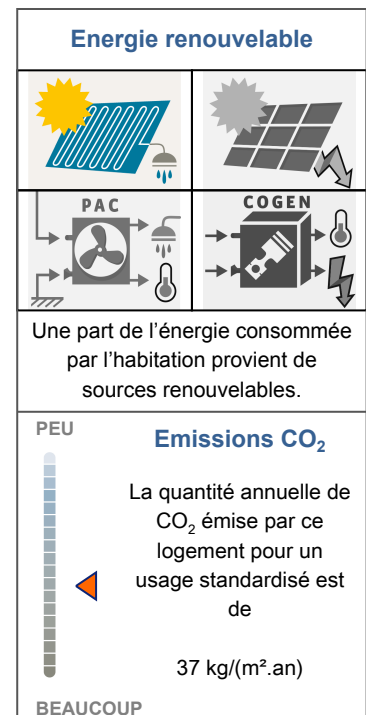 Energie renouvelable
PAC
COGEN
Une part de l'énergie consommée
par l'habitation provient de
sources renouvelables.
PEU
Emissions CO₂
La quantité annuelle de
CO₂ émise par ce
logement pour un
usage standardisé est
de
37 kg/(m².an)
BEAUCOUP